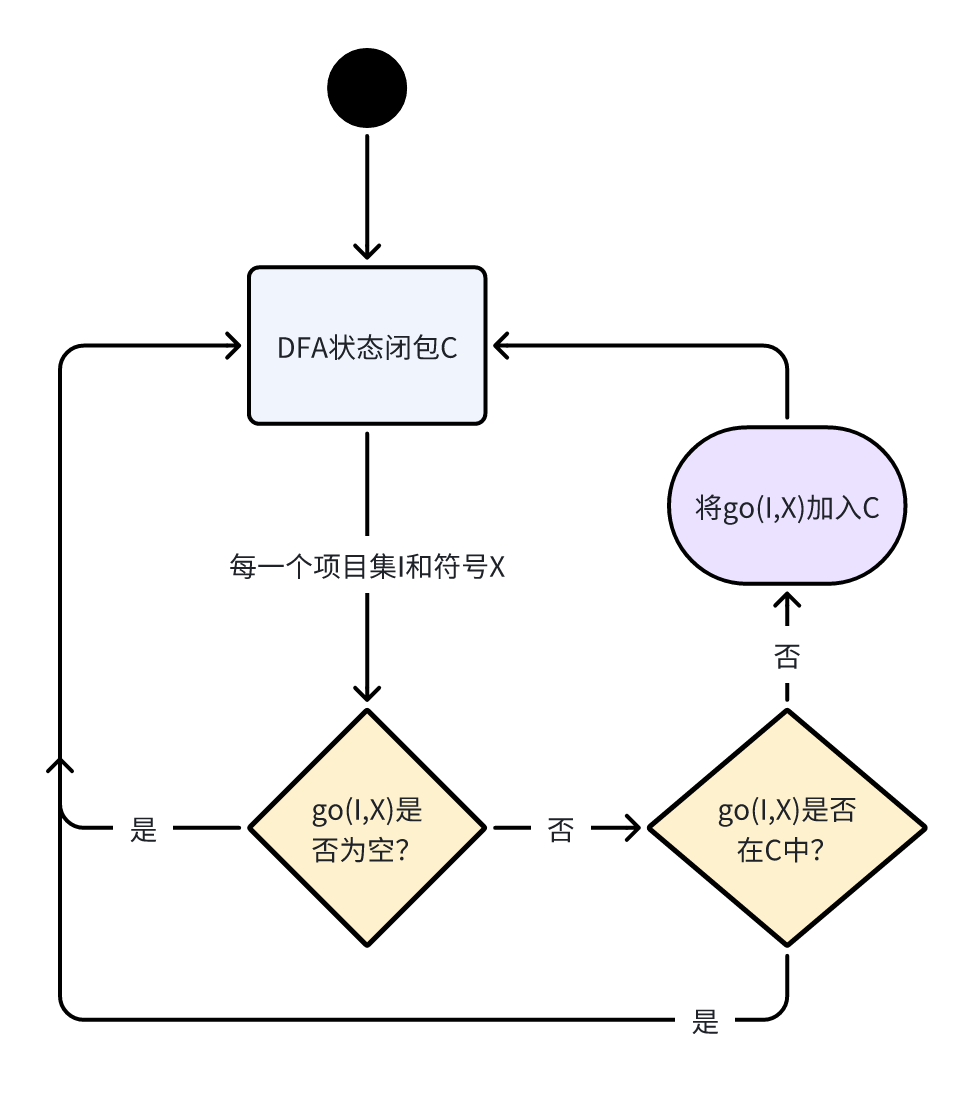 DFA状态闭包C
将go(I,X)加入C
每一个项目集I和符号X
否
go(I,X)是
否为空?
go(I,X)是否
在C中?
是
否
是